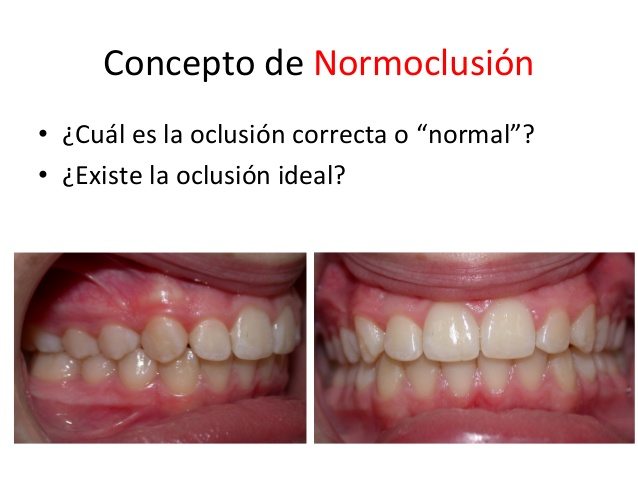 Concepto de Normoclusión
• ¿Cuál es la oclusión correcta o “normal”?
• ¿Existe la oclusión ideal?